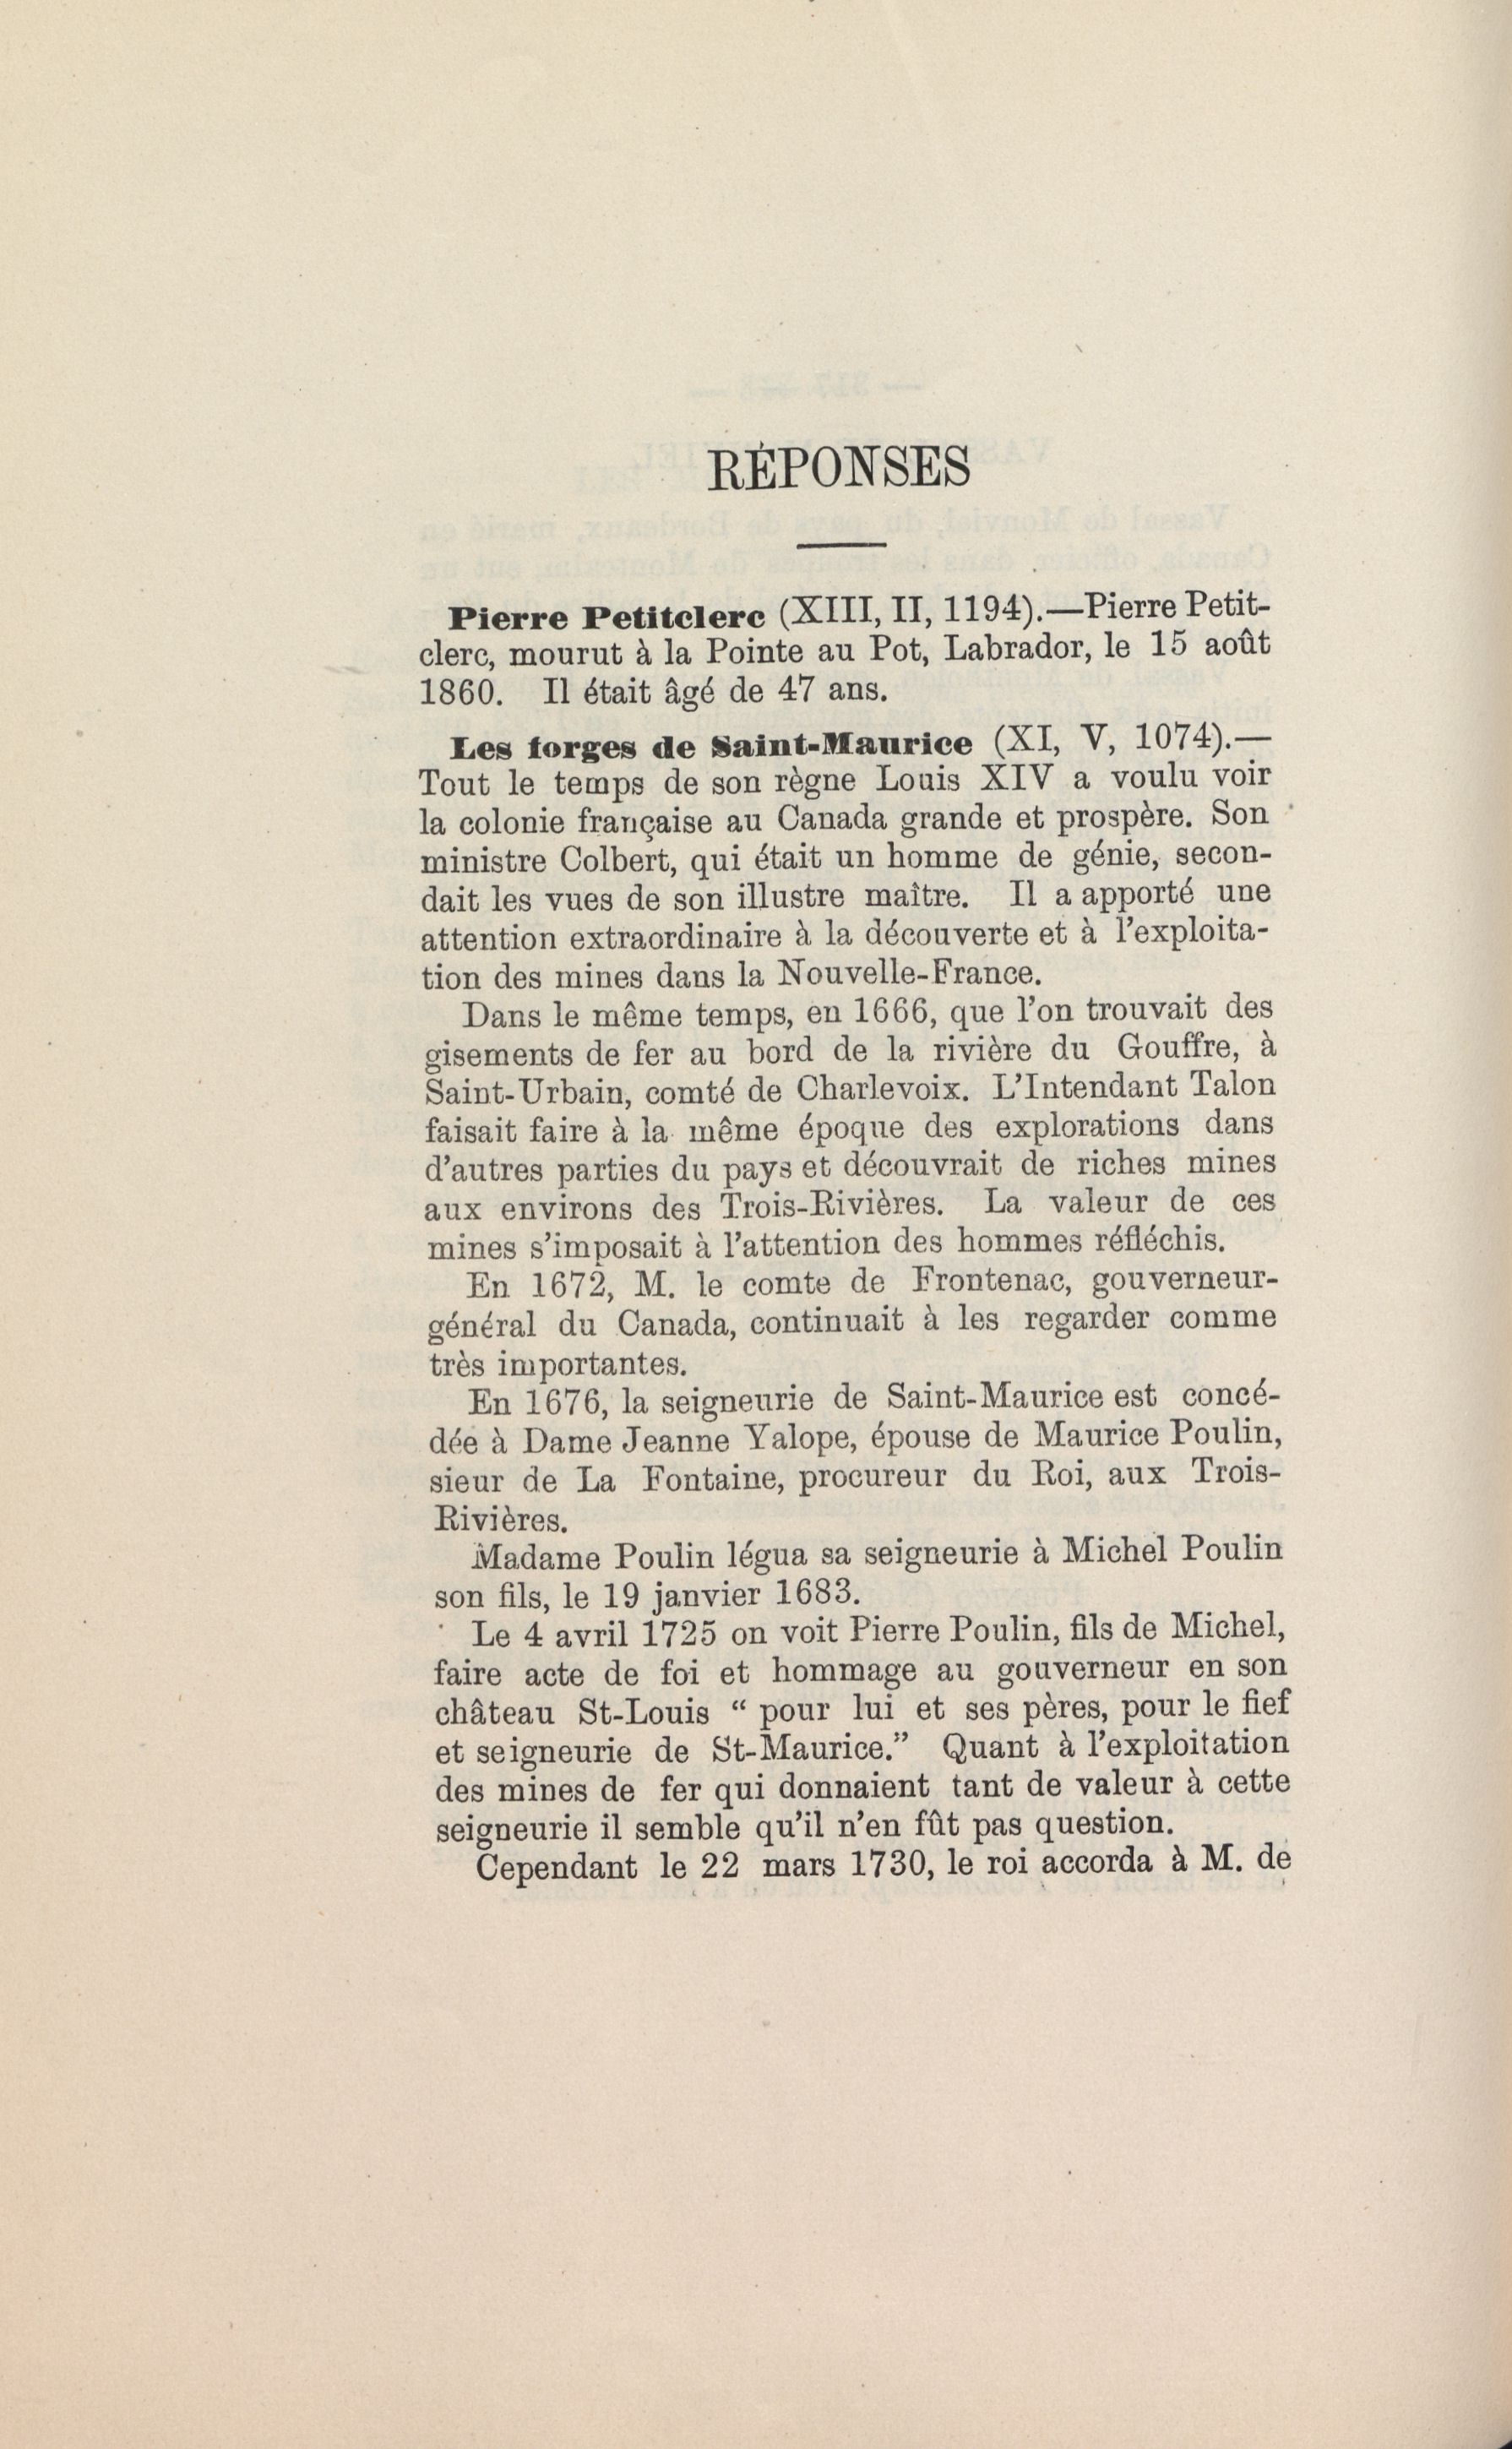 RÉPONSES
Pierre Petitclerc (XIII, II, 1194).—Pierre Petit-
clerc, mourut à la Pointe au Pot, Labrador, le 15 août
1860. Il était âgé de 47 ans.
Les forges de Saint-Maurice (XI, V, 1074).—
Tout le temps de son règne Louis XIV a voulu voir
la colonie française au Canada grande et prospère. Son
ministre Colbert, qui était un homme de génie, secon-
dait les vues de son illustre maître. Il a apporté une
attention extraordinaire à la découverte et à l'exploita-
tion des mines dans la Nouvelle-France.
Dans le même temps, en 1666, que l'on trouvait des
gisements de fer au bord de la rivière du Gouffre, à
Saint-Urbain, comté de Charlevoix. L'Intendant Talon
faisait faire à la même époque des explorations dans
d'autres parties du pays et découvrait de riches mines
aux environs des Trois-Rivières. La valeur de ces
mines s'imposait à l'attention des hommes réfléchis.
En 1672, M. le comte de Frontenac, gouverneur-
général du Canada, continuait à les regarder comme
très importantes.
En 1676, la seigneurie de Saint-Maurice est concé-
dée à Dame Jeanne Yalope, épouse de Maurice Poulin,
sieur de La Fontaine, procureur du Roi, aux Trois-
Rivières.
Madame Poulin légua sa seigneurie à Michel Poulin
son fils, le 19 janvier 1683.
Le 4 avril 1725 on voit Pierre Poulin, fils de Michel,
faire acte de foi et hommage au gouverneur en son
château St-Louis “ pour lui et ses pères, pour le fief
et seigneurie de St-Maurice.” Quant à l'exploitation
des mines de fer qui donnaient tant de valeur à cette
seigneurie il semble qu'il n'en fût pas question.
Cependant le 22 mars 1730, le roi accorda à M. de